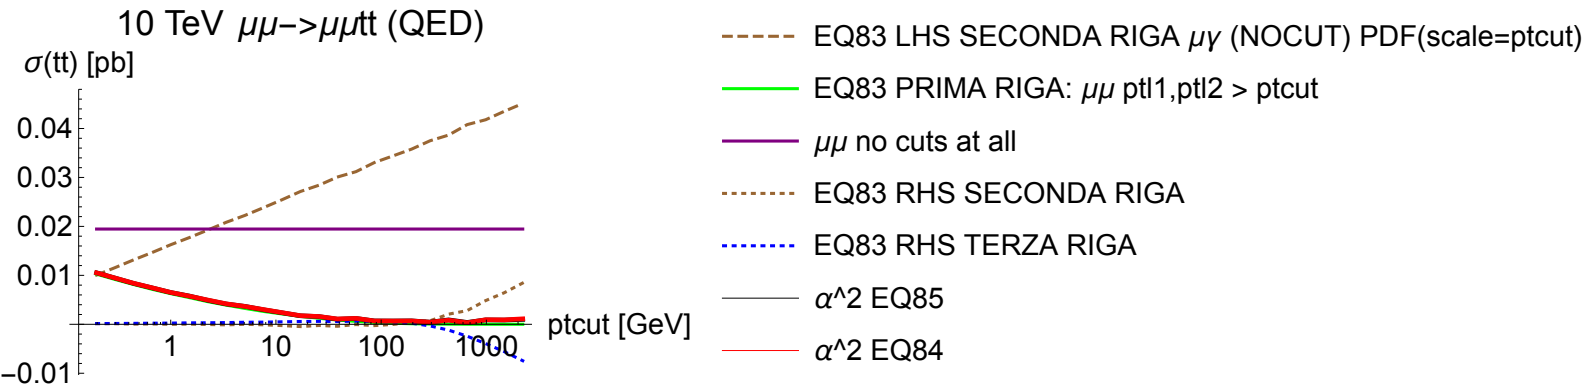 10 TeV μμ->μμtt (QED)
σ(tt) [pb]
0.04
0.03
0.02
0.01
-0.01
1
10
100
1000
ptcut [GeV]
EQ83 LHS SECONDA RIGA μγ (NOCUT) PDF(scale=ptcut)
EQ83 PRIMA RIGA: μμ ptl1,ptl2 > ptcut
μμ no cuts at all
EQ83 RHS SECONDA RIGA
EQ83 RHS TERZA RIGA
α^2 EQ85
α^2 EQ84